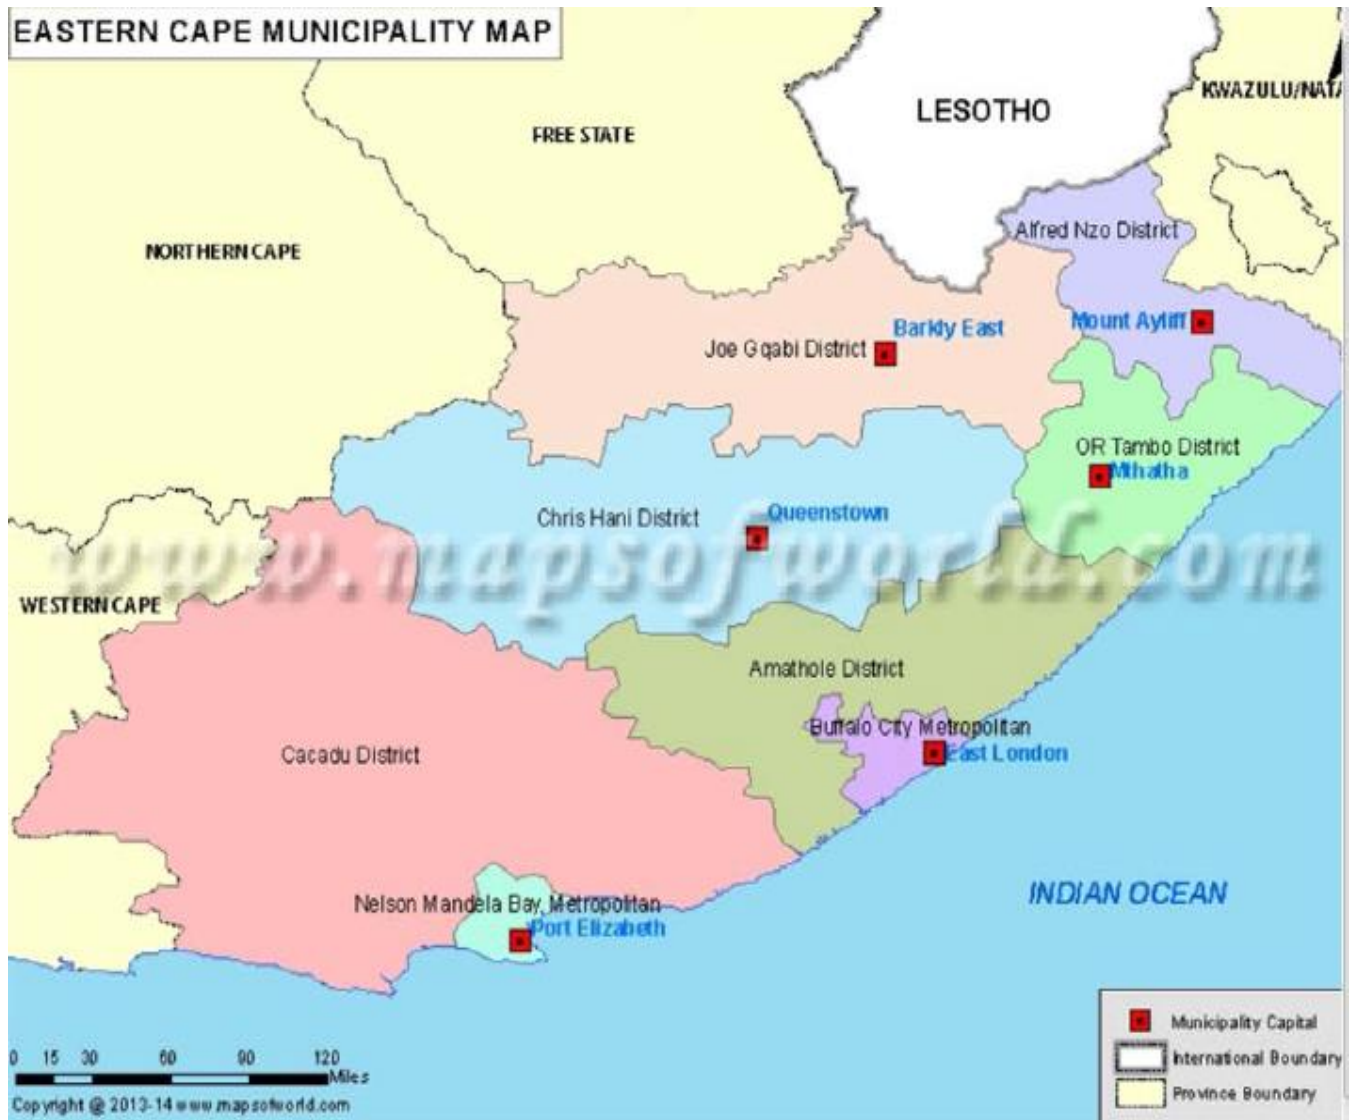 EASTERN CAPE MUNICIPALITY MAP
KWAZULU/NATA
LESOTHO
FREE STATE
Alfred Nzo District
NORTHERN CAPE
Mount Ayliff
Barkly East
Joe Gqabi District
OR Tambo District
Mthatha
Queenstown
Chris Hani District
www.mapsofworld.com
WESTERN CAPE
Amathole District
Buffalo City Metropolitan
East London
Cacadu District
INDIAN OCEAN
Nelson Mandela Bay Metropolitan
Port Elizabeth
Municipality Capital
International Boundary
Province Boundary
0 15 30 60 90 120
Miles
Copyright @ 2013-14 www.mapsofworld.com